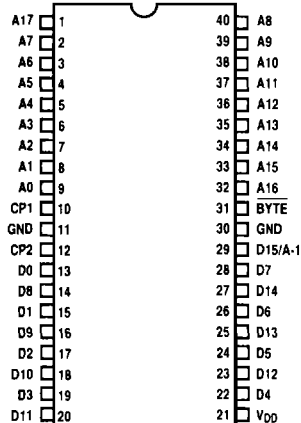 A17 1 40 A8
A7 2 39 A9
A6 3 38 A10
A5 4 37 A11
A4 5 36 A12
A3 6 35 A13
A2 7 34 A14
A1 8 33 A15
A0 9 32 A16
CP1 10 31 BYTE
GND 11 30 GND
CP2 12 29 D15/A-1
D0 13 28 D7
D8 14 27 D14
D1 15 26 D6
D9 16 25 D13
D2 17 24 D5
D10 18 23 D12
D3 19 22 D4
D11 20 21 VDD